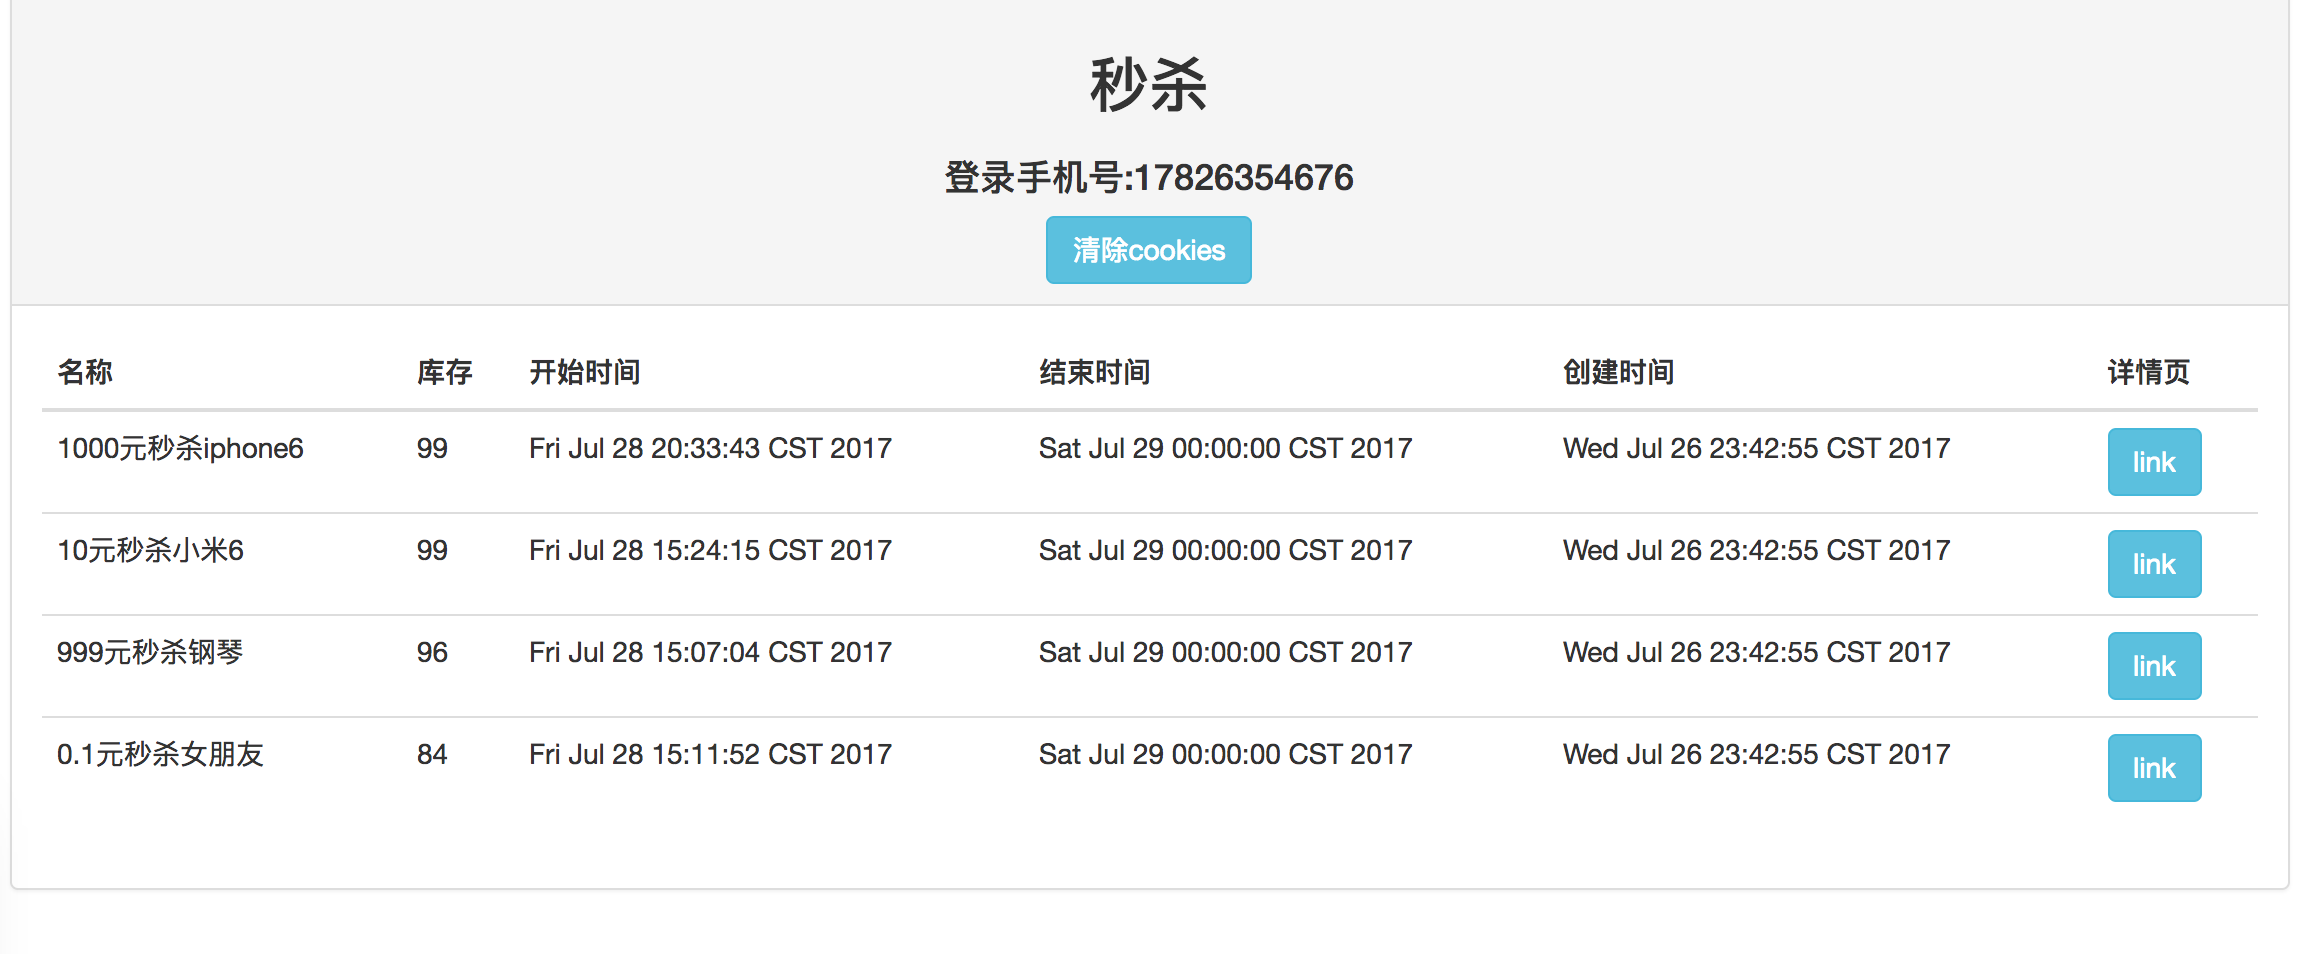 秒杀
登录手机号:17826354676
清除cookies
名称 库存 开始时间 结束时间 创建时间 详情页
1000元秒杀iphone6 99 Fri Jul 28 20:33:43 CST 2017 Sat Jul 29 00:00:00 CST 2017 Wed Jul 26 23:42:55 CST 2017 link
10元秒杀小米6 99 Fri Jul 28 15:24:15 CST 2017 Sat Jul 29 00:00:00 CST 2017 Wed Jul 26 23:42:55 CST 2017 link
999元秒杀钢琴 96 Fri Jul 28 15:07:04 CST 2017 Sat Jul 29 00:00:00 CST 2017 Wed Jul 26 23:42:55 CST 2017 link
0.1元秒杀女朋友 84 Fri Jul 28 15:11:52 CST 2017 Sat Jul 29 00:00:00 CST 2017 Wed Jul 26 23:42:55 CST 2017 link